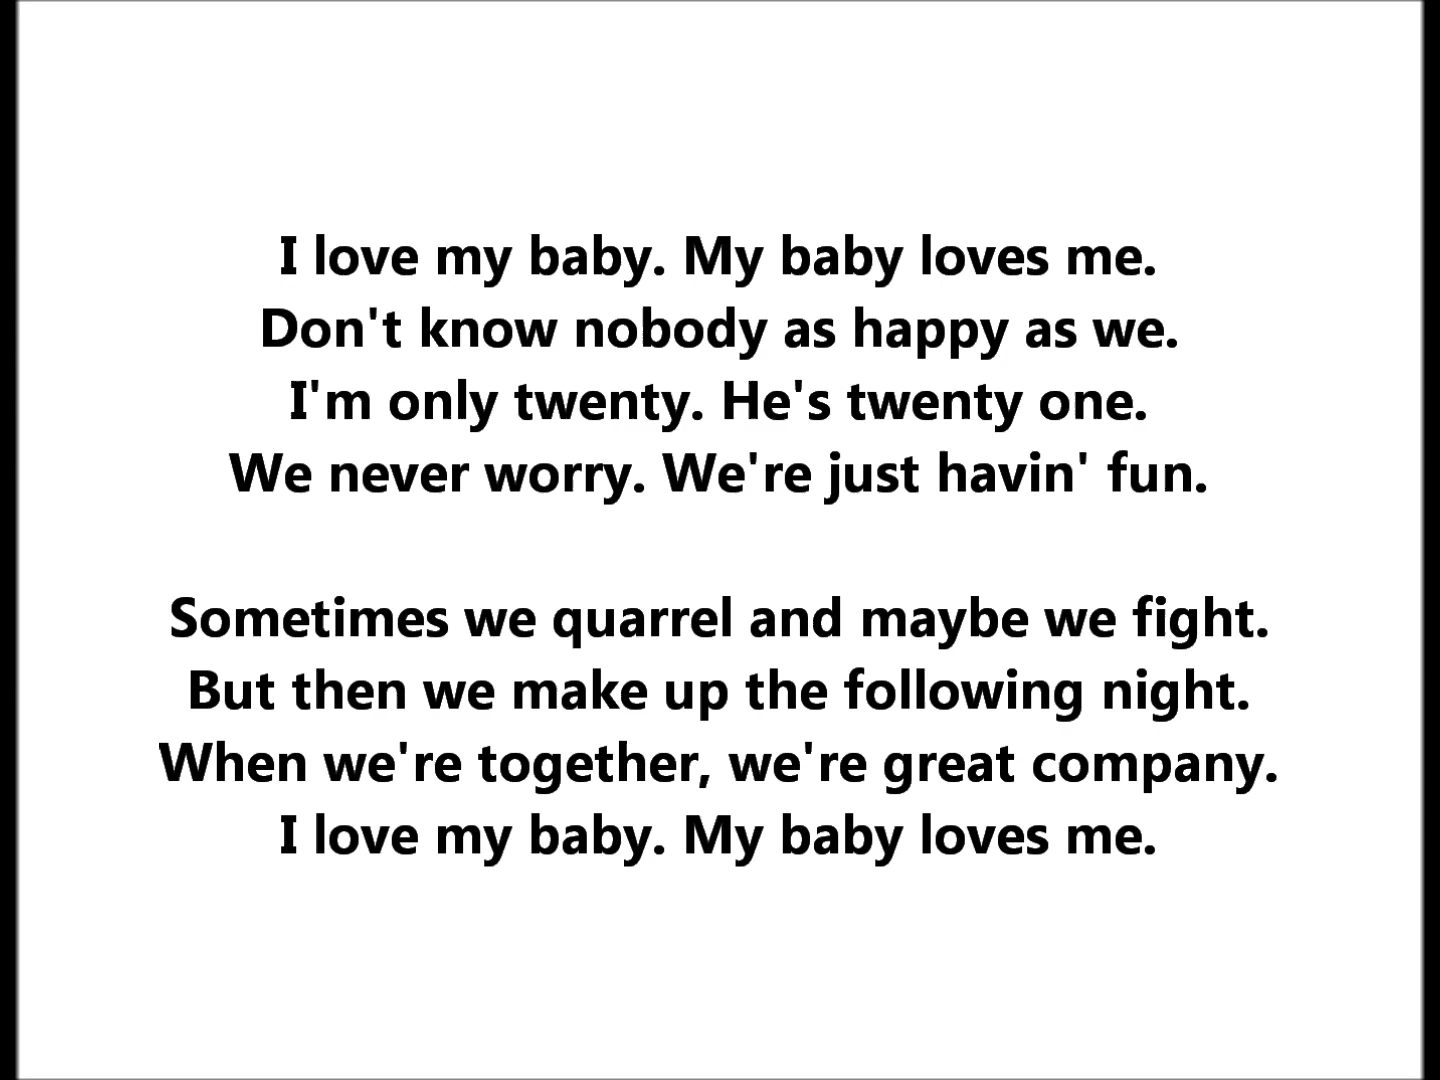 I love my baby. My baby loves me.
Don't know nobody as happy as we.
I'm only twenty. He's twenty one.
We never worry. We're just havin' fun.
Sometimes we quarrel and maybe we fight.
But then we make up the following night.
When we're together, we're great company.
I love my baby. My baby loves me.